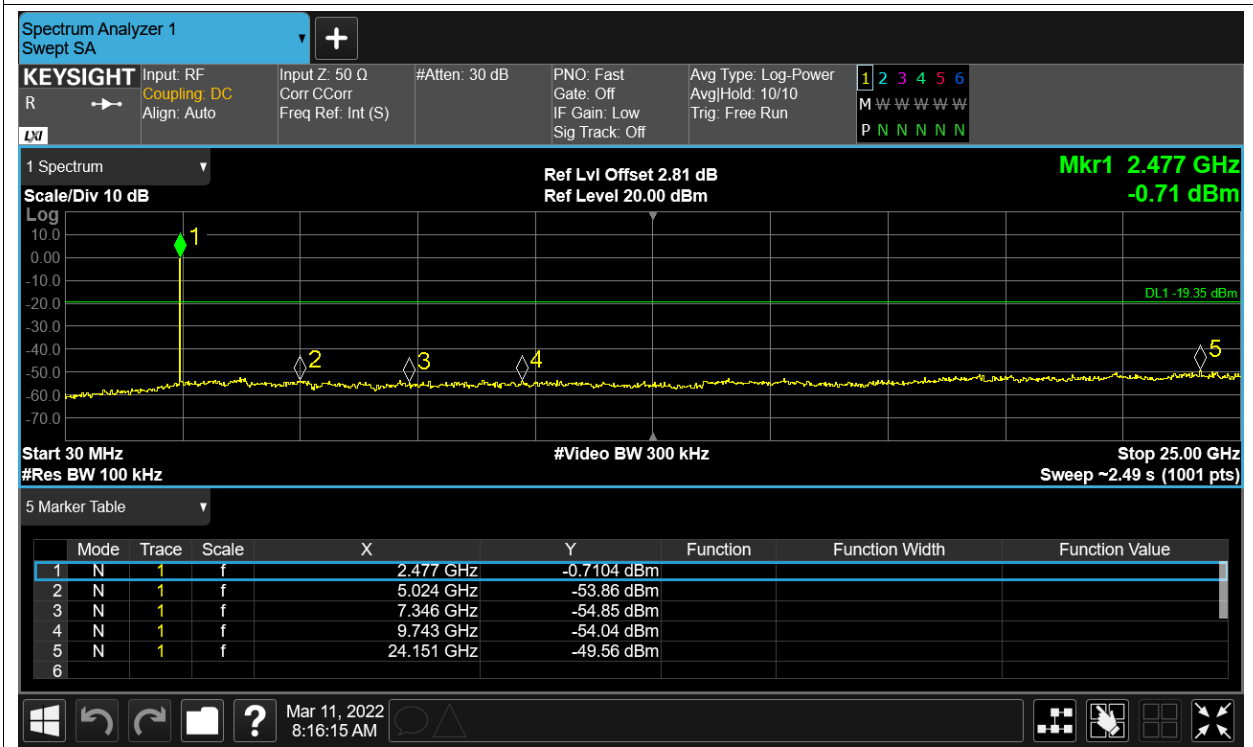 Spectrum Analyzer 1
Swept SA
KEYSIGHT Input: RF Input Z: 50 Ω #Atten: 30 dB PNO: Fast Avg Type: Log-Power 1 2 3 4 5 6
R Coupling: DC Corr CCorr Gate: Off Avg|Hold: 10/10 M W W W W W
Align: Auto Freq Ref: Int (S) IF Gain: Low Trig: Free Run
LXI Sig Track: Off P N N N N N
1 Spectrum Ref Lvl Offset 2.81 dB Mkr1 2.477 GHz
Scale/Div 10 dB Ref Level 20.00 dBm -0.71 dBm
Log
10.0 1
0.00
-10.0
DL1 -19.35 dBm
-20.0
-30.0
-40.0
2 3 4 5
-50.0
-60.0
-70.0
Start 30 MHz #Video BW 300 kHz Stop 25.00 GHz
#Res BW 100 kHz Sweep ~2.49 s (1001 pts)
5 Marker Table
Mode Trace Scale X Y Function Function Width Function Value
1 N 1 f 2.477 GHz -0.7104 dBm
2 N 1 f 5.024 GHz -53.86 dBm
3 N 1 f 7.346 GHz -54.85 dBm
4 N 1 f 9.743 GHz -54.04 dBm
5 N 1 f 24.151 GHz -49.56 dBm
6
? Mar 11, 2022
8:16:15 AM